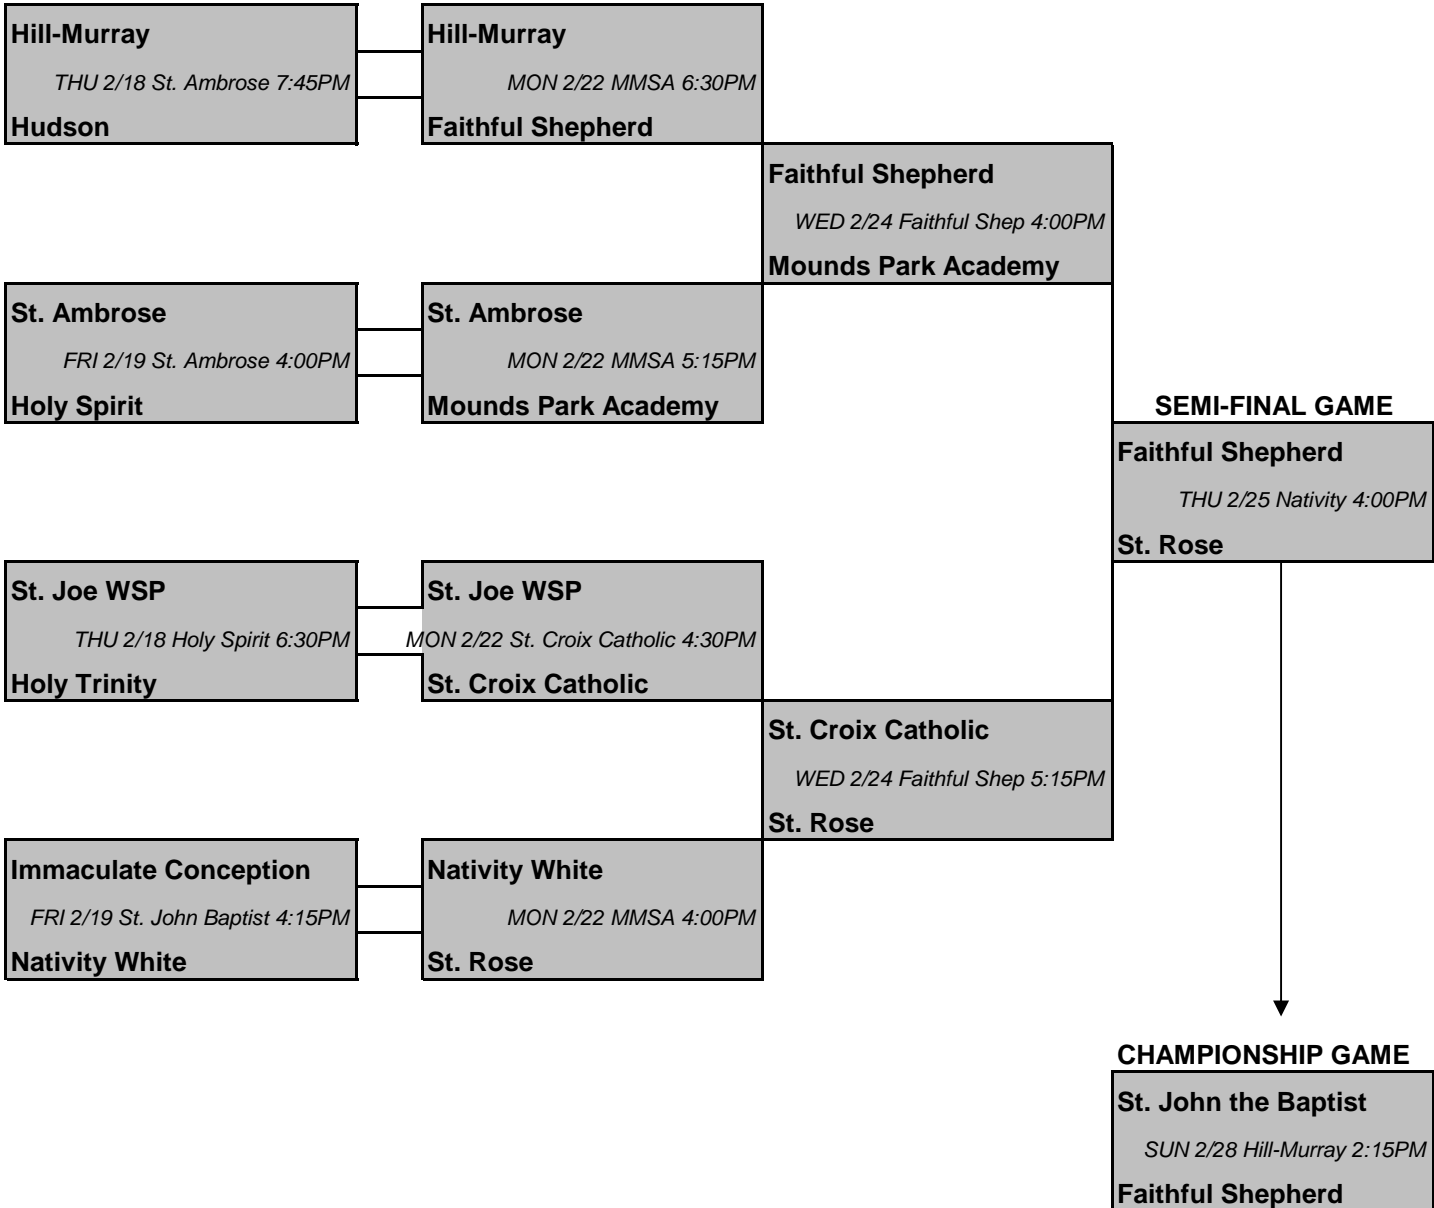 Hill-Murray
THU 2/18 St. Ambrose 7:45PM
Hudson
Hill-Murray
MON 2/22 MMSA 6:30PM
Faithful Shepherd
Faithful Shepherd
WED 2/24 Faithful Shep 4:00PM
Mounds Park Academy
St. Ambrose
FRI 2/19 St. Ambrose 4:00PM
Holy Spirit
St. Ambrose
MON 2/22 MMSA 5:15PM
Mounds Park Academy
SEMI-FINAL GAME
Faithful Shepherd
THU 2/25 Nativity 4:00PM
St. Rose
St. Joe WSP
THU 2/18 Holy Spirit 6:30PM
Holy Trinity
St. Joe WSP
MON 2/22 St. Croix Catholic 4:30PM
St. Croix Catholic
St. Croix Catholic
WED 2/24 Faithful Shep 5:15PM
St. Rose
Immaculate Conception
FRI 2/19 St. John Baptist 4:15PM
Nativity White
Nativity White
MON 2/22 MMSA 4:00PM
St. Rose
CHAMPIONSHIP GAME
St. John the Baptist
SUN 2/28 Hill-Murray 2:15PM
Faithful Shepherd